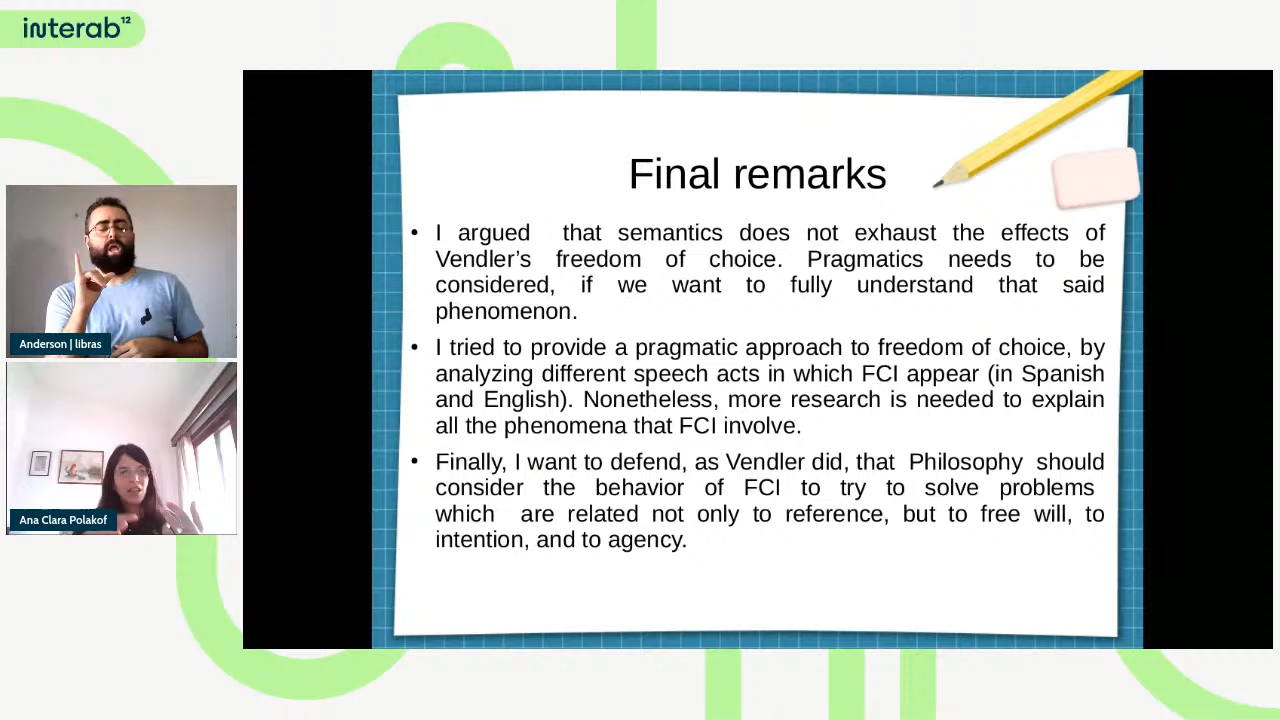 interab¹²
Final remarks
• I argued that semantics does not exhaust the effects of
Vendler’s freedom of choice. Pragmatics needs to be
considered, if we want to fully understand that said
phenomenon.
• I tried to provide a pragmatic approach to freedom of choice, by
analyzing different speech acts in which FCI appear (in Spanish
and English). Nonetheless, more research is needed to explain
all the phenomena that FCI involve.
• Finally, I want to defend, as Vendler did, that Philosophy should
consider the behavior of FCI to try to solve problems
which are related not only to reference, but to free will, to
intention, and to agency.
Anderson | libras
Ana Clara Polakof